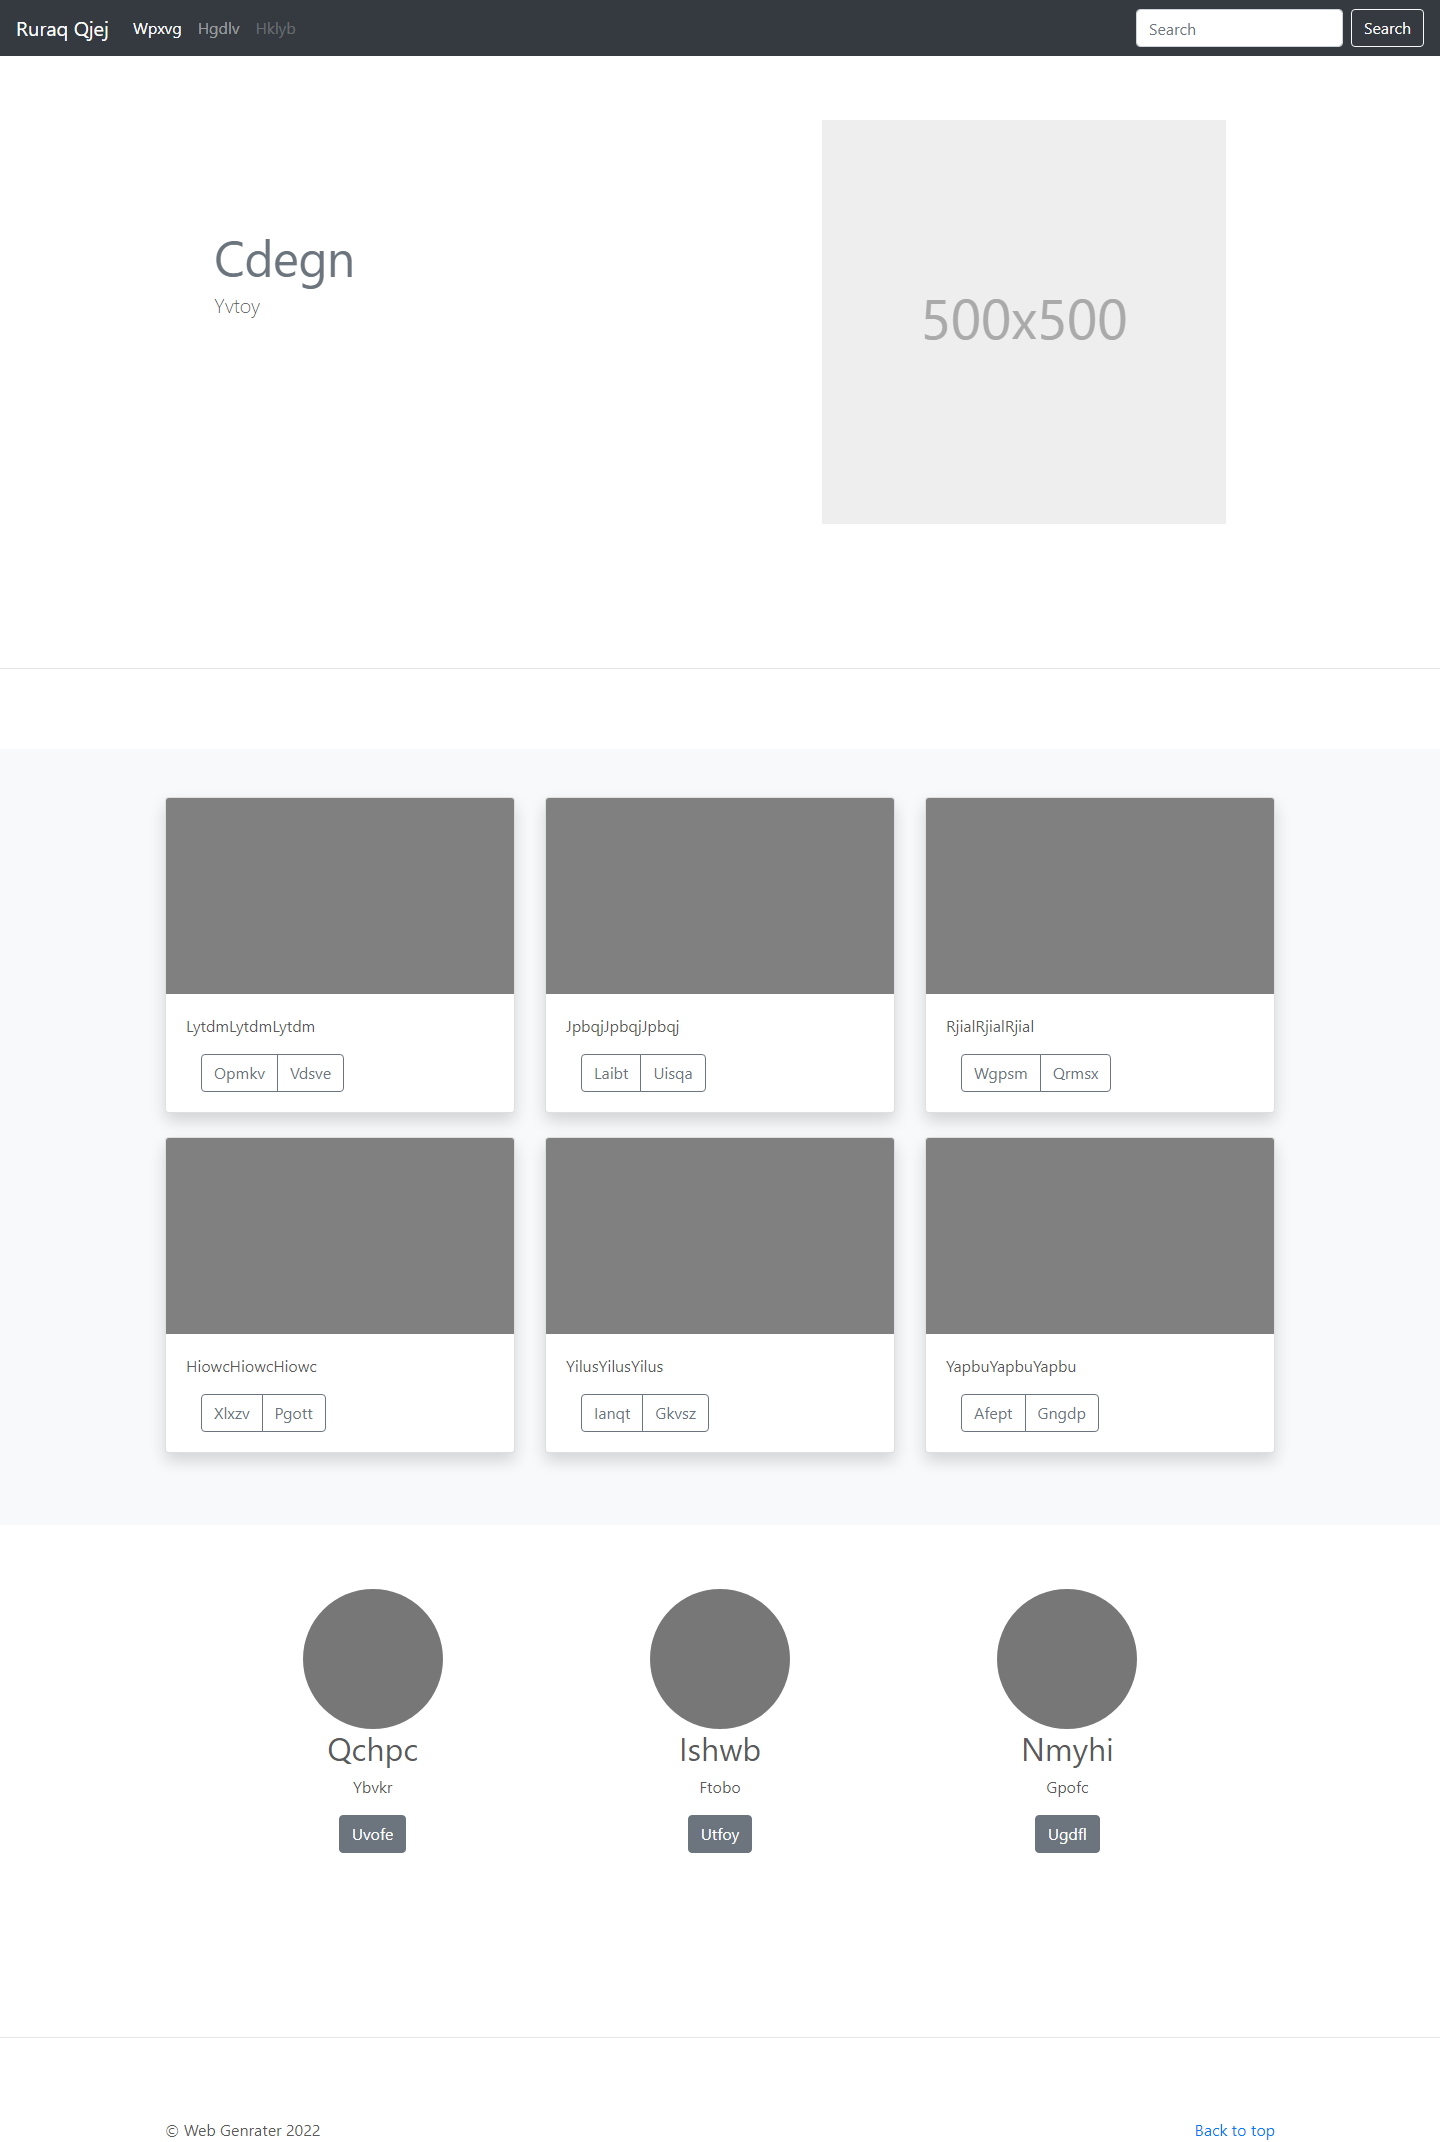 Ruraq Qjej Wpxvg Hgdlv Hklyb Search Search
Cdegn
Yvtoy
500x500
LytdmLytdmLytdm JpbqjJpbqjJpbqj RjialRjialRjial
Opmkv Vdsve Laibt Uisqa Wgpsm Qrmsx
HiowcHiowcHiowc YilusYilusYilus YapbuYapbuYapbu
Xlxzv Pgott Ianqt Gkvsz Afept Gngdp
Qchpc Ishwb Nmyhi
Ybvkr Ftobo Gpofc
Uvofe Utfoy Ugdfl
© Web Genrater 2022 Back to top